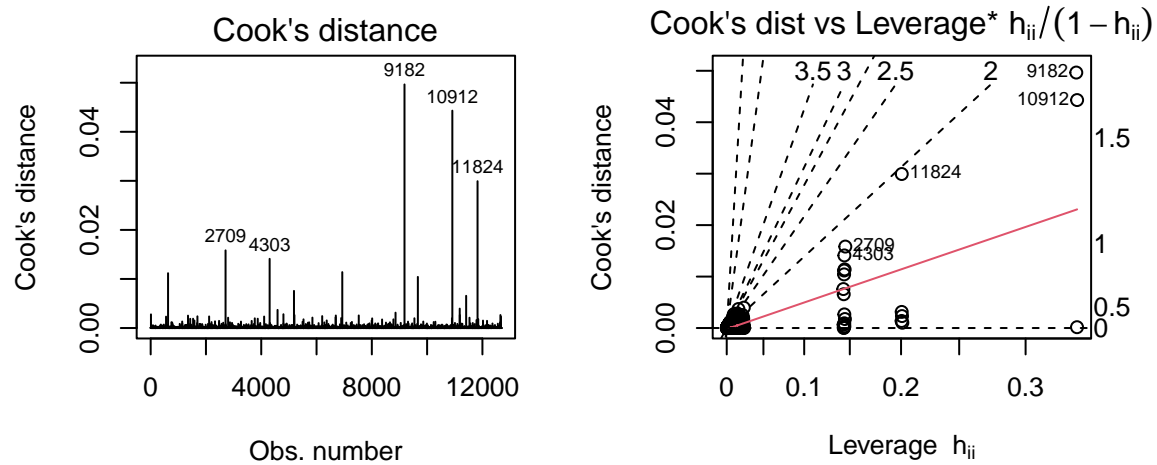 Cook's distance
Cook's distance
0.00 0.02 0.04
2709
4303
9182
10912
11824
0 4000 8000 12000
Obs. number
Cook's dist vs Leverage* h_ii/(1 − h_ii)
Cook's distance
0.00 0.02 0.04
3.5 3 2.5 2
1.5
1
0.5
0
9182
10912
11824
2709
4303
0 0.1 0.2 0.3
Leverage h_ii